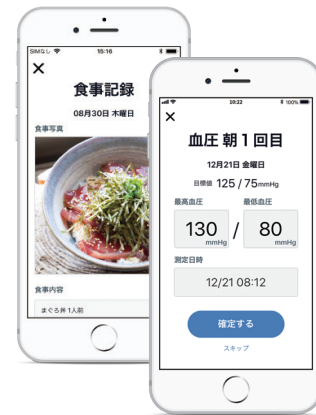 SIMなし 15:16
食事記録
08月30日 木曜日
食事写真
食事内容
まぐろ丼 1人前
10:22 100%
血圧 朝1回目
12月21日 金曜日
目標値 125 / 75mmHg
最高血圧 最低血圧
130 mmHg / 80 mmHg
測定日時
12/21 08:12
確定する
スキップ